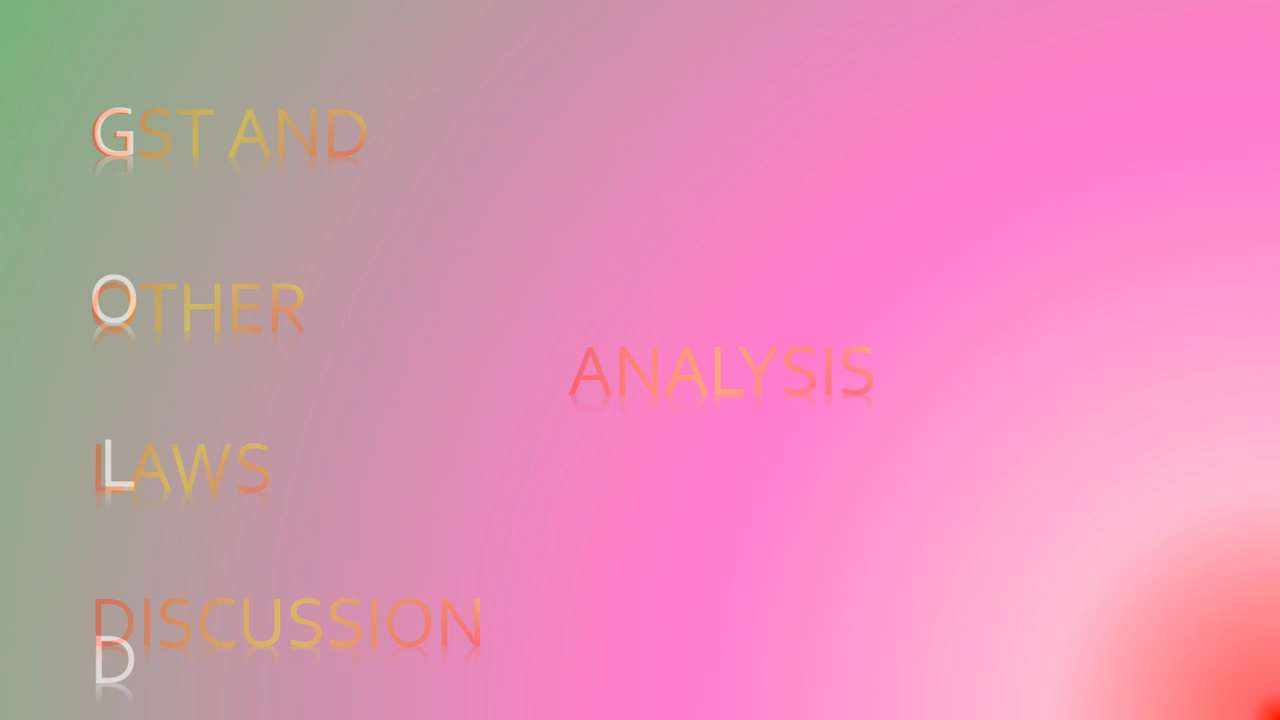 GST AND
OTHER
ANALYSIS
LAWS
DISCUSSION
G
O
L
D